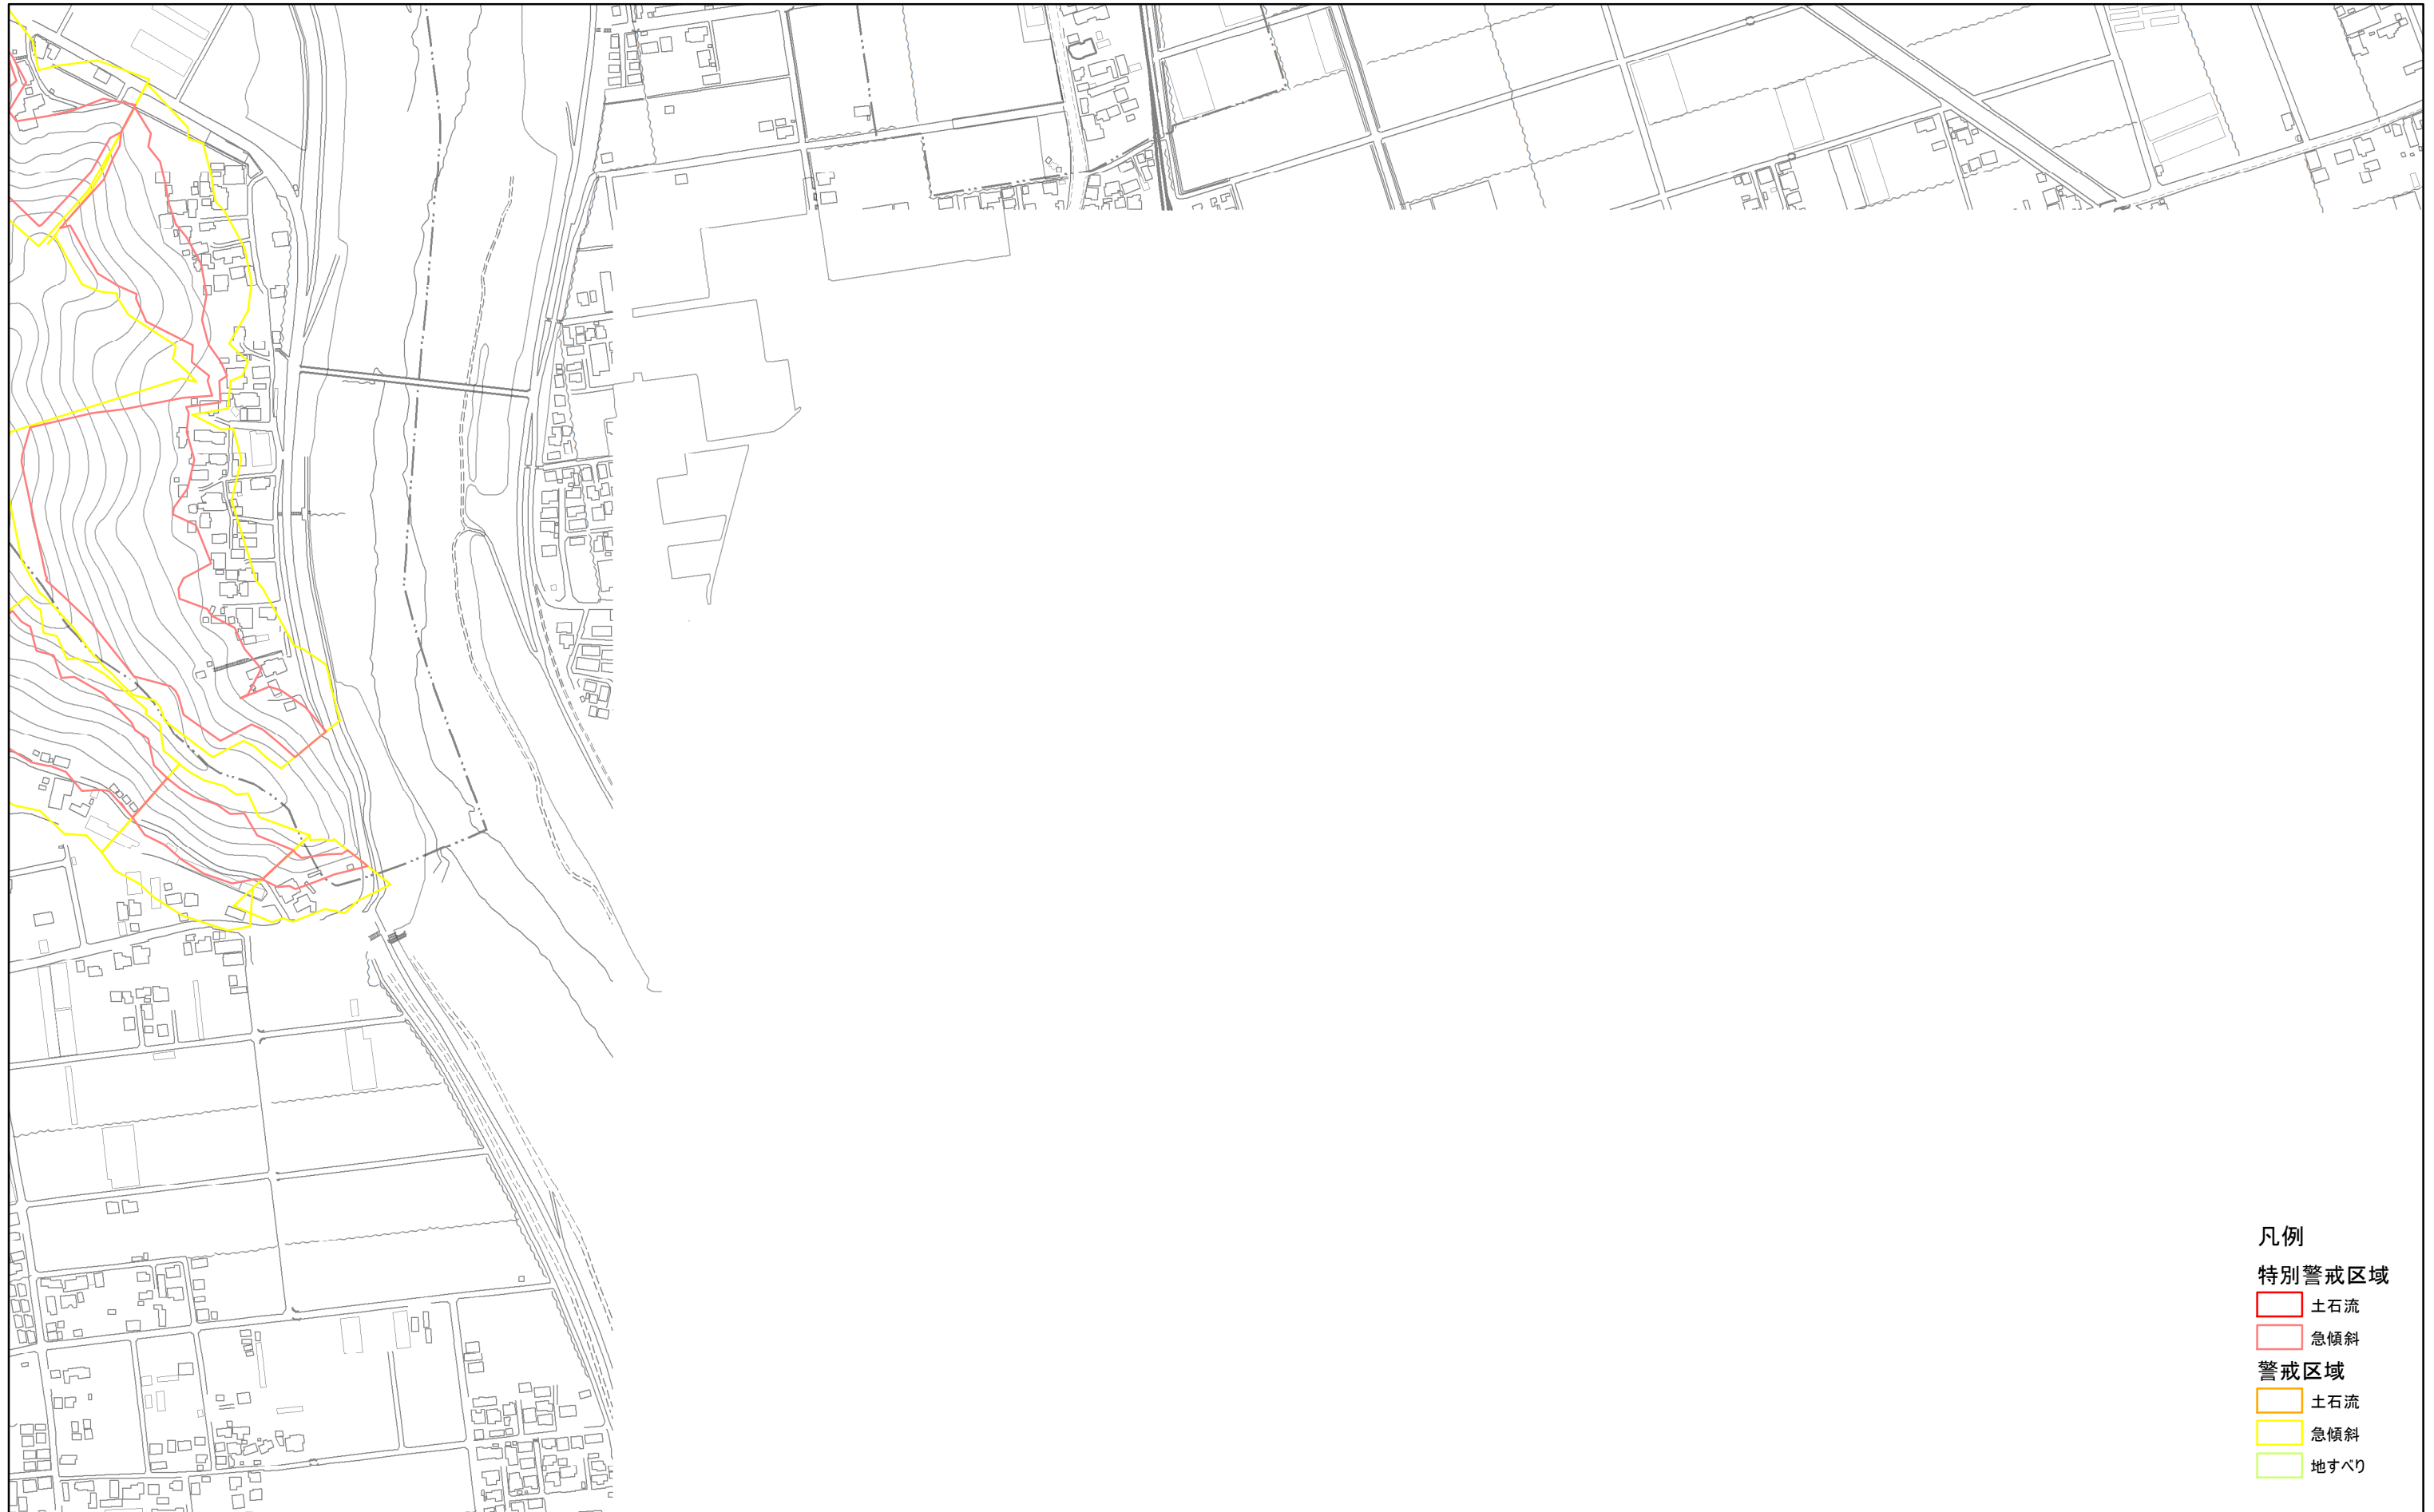 凡例
特別警戒区域
土石流
急傾斜
警戒区域
土石流
急傾斜
地すべり